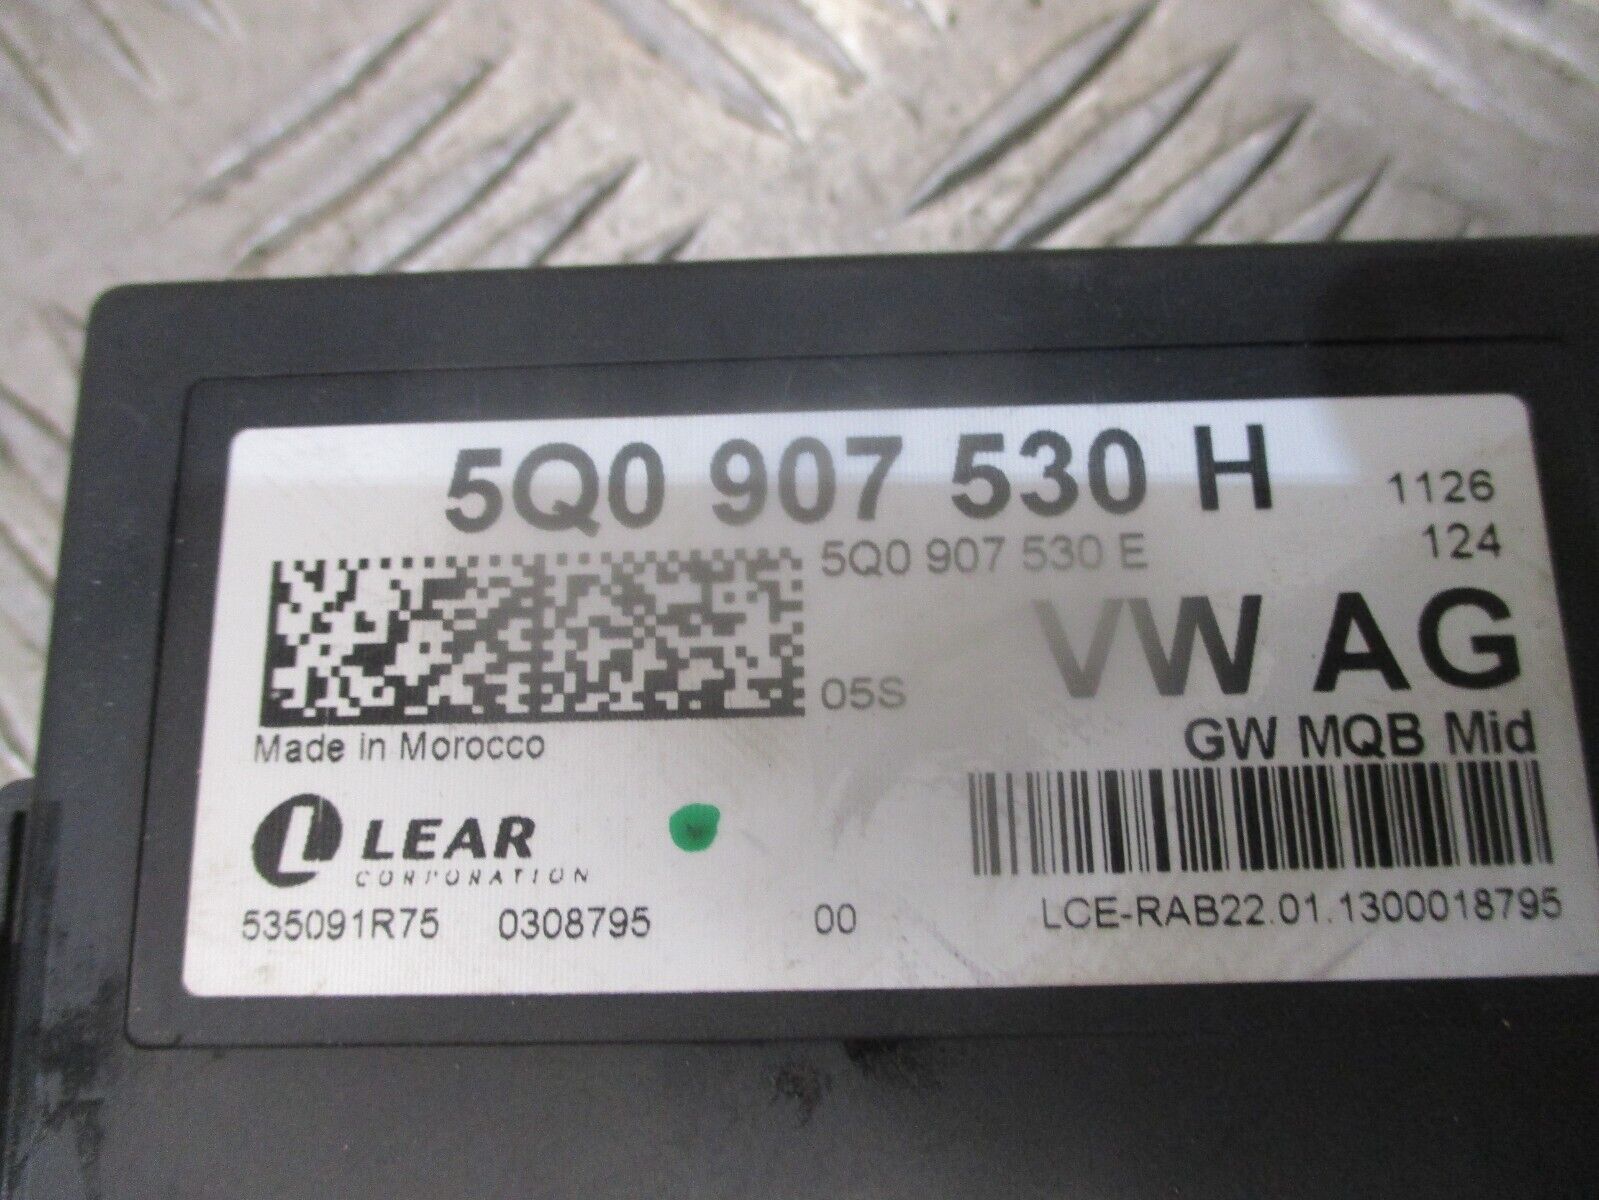 5Q0 907 530 H
1126
5Q0 907 530 E
124
VW AG
05S
GW MQB Mid
Made in Morocco
L LEAR
CORPORATION
535091R75 0308795 00 LCE-RAB22.01.1300018795